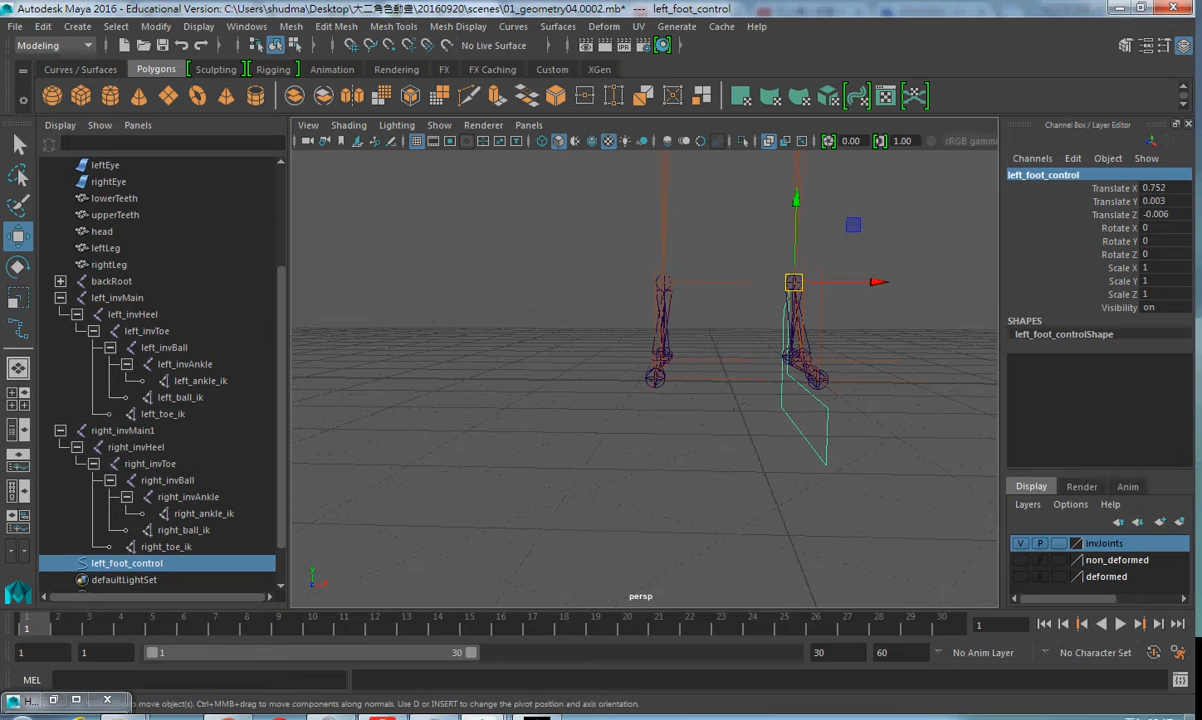 Autodesk Maya 2016 - Educational Version: C:\Users\shudma\Desktop\大二角色動畫\20160920\scenes\01_geometry04.0002.mb* --- left_foot_control
File Edit Create Select Modify Display Windows Mesh Edit Mesh Mesh Tools Mesh Display Curves Surfaces Deform UV Generate Cache Help
Modeling No Live Surface
Curves / Surfaces Polygons Sculpting Rigging Animation Rendering FX FX Caching Custom XGen
Display Show Panels
View Shading Lighting Show Renderer Panels
0.00 1.00 sRGB gamma
Channel Box / Layer Editor
Channels Edit Object Show
left_foot_control
Translate X 0.752
Translate Y 0.003
Translate Z -0.006
Rotate X 0
Rotate Y 0
Rotate Z 0
Scale X 1
Scale Y 1
Scale Z 1
Visibility on
SHAPES
left_foot_controlShape
leftEye
rightEye
lowerTeeth
upperTeeth
head
leftLeg
rightLeg
backRoot
left_invMain
left_invHeel
left_invToe
left_invBall
left_invAnkle
left_ankle_ik
left_ball_ik
left_toe_ik
right_invMain1
right_invHeel
right_invToe
right_invBall
right_invAnkle
right_ankle_ik
right_ball_ik
right_toe_ik
left_foot_control
defaultLightSet
persp
Display Render Anim
Layers Options Help
V P invJoints
non_deformed
deformed
1 2 3 4 5 6 7 8 9 10 11 12 13 14 15 16 17 18 19 20 21 22 23 24 25 26 27 28 29 30
1 1
1 1 1 30 30 60 No Anim Layer No Character Set
MEL
H...
move object(s). Ctrl+MMB+drag to move components along normals. Use D or INSERT to change the pivot position and axis orientation.